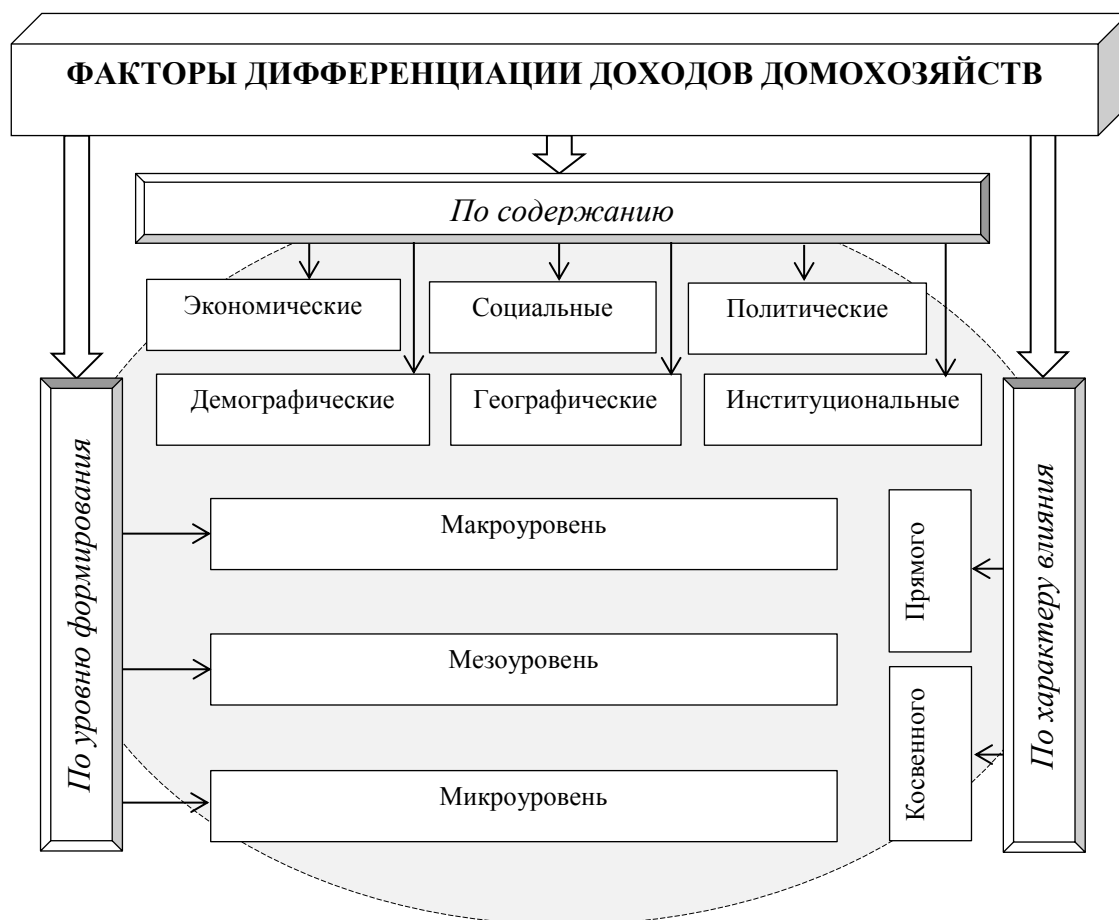 ФАКТОРЫ ДИФФЕРЕНЦИАЦИИ ДОХОДОВ ДОМОХОЗЯЙСТВ
По содержанию
Экономические
Социальные
Политические
Демографические
Географические
Институциональные
По уровню формирования
Макроуровень
Мезоуровень
Микроуровень
По характеру влияния
Прямого
Косвенного